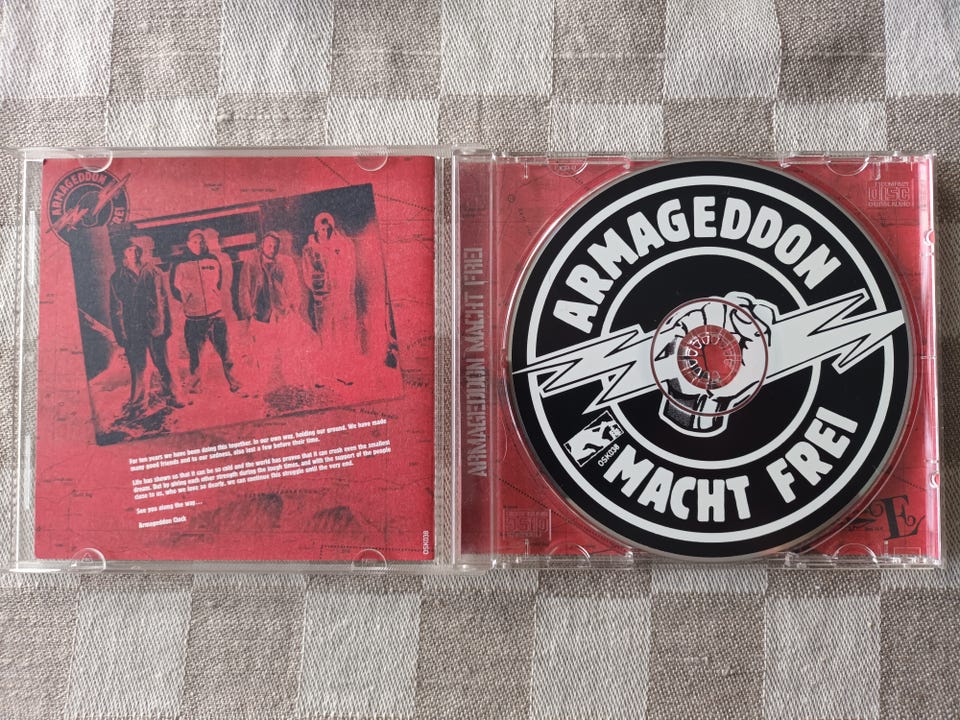 ARMAGEDDON
FREI
For ten years we have been doing this together. In our own way, holding our ground. We have made
many good friends and to our sadness, also lost a few before their time.
Life has shown us that it can be so cold and the world has proven that it can crush even the smallest
dream. But by giving each other strength during the tough times, and with the support of the people
close to us, who we love so dearly, we can continue this struggle until the very end.
See you along the way...
Armageddon Clock
OSK038
ARMAGEDDON MACHT FREI
COMPACT
disc
DIGITAL AUDIO
ARMAGEDDON
MACHT FREI
OSK038
E